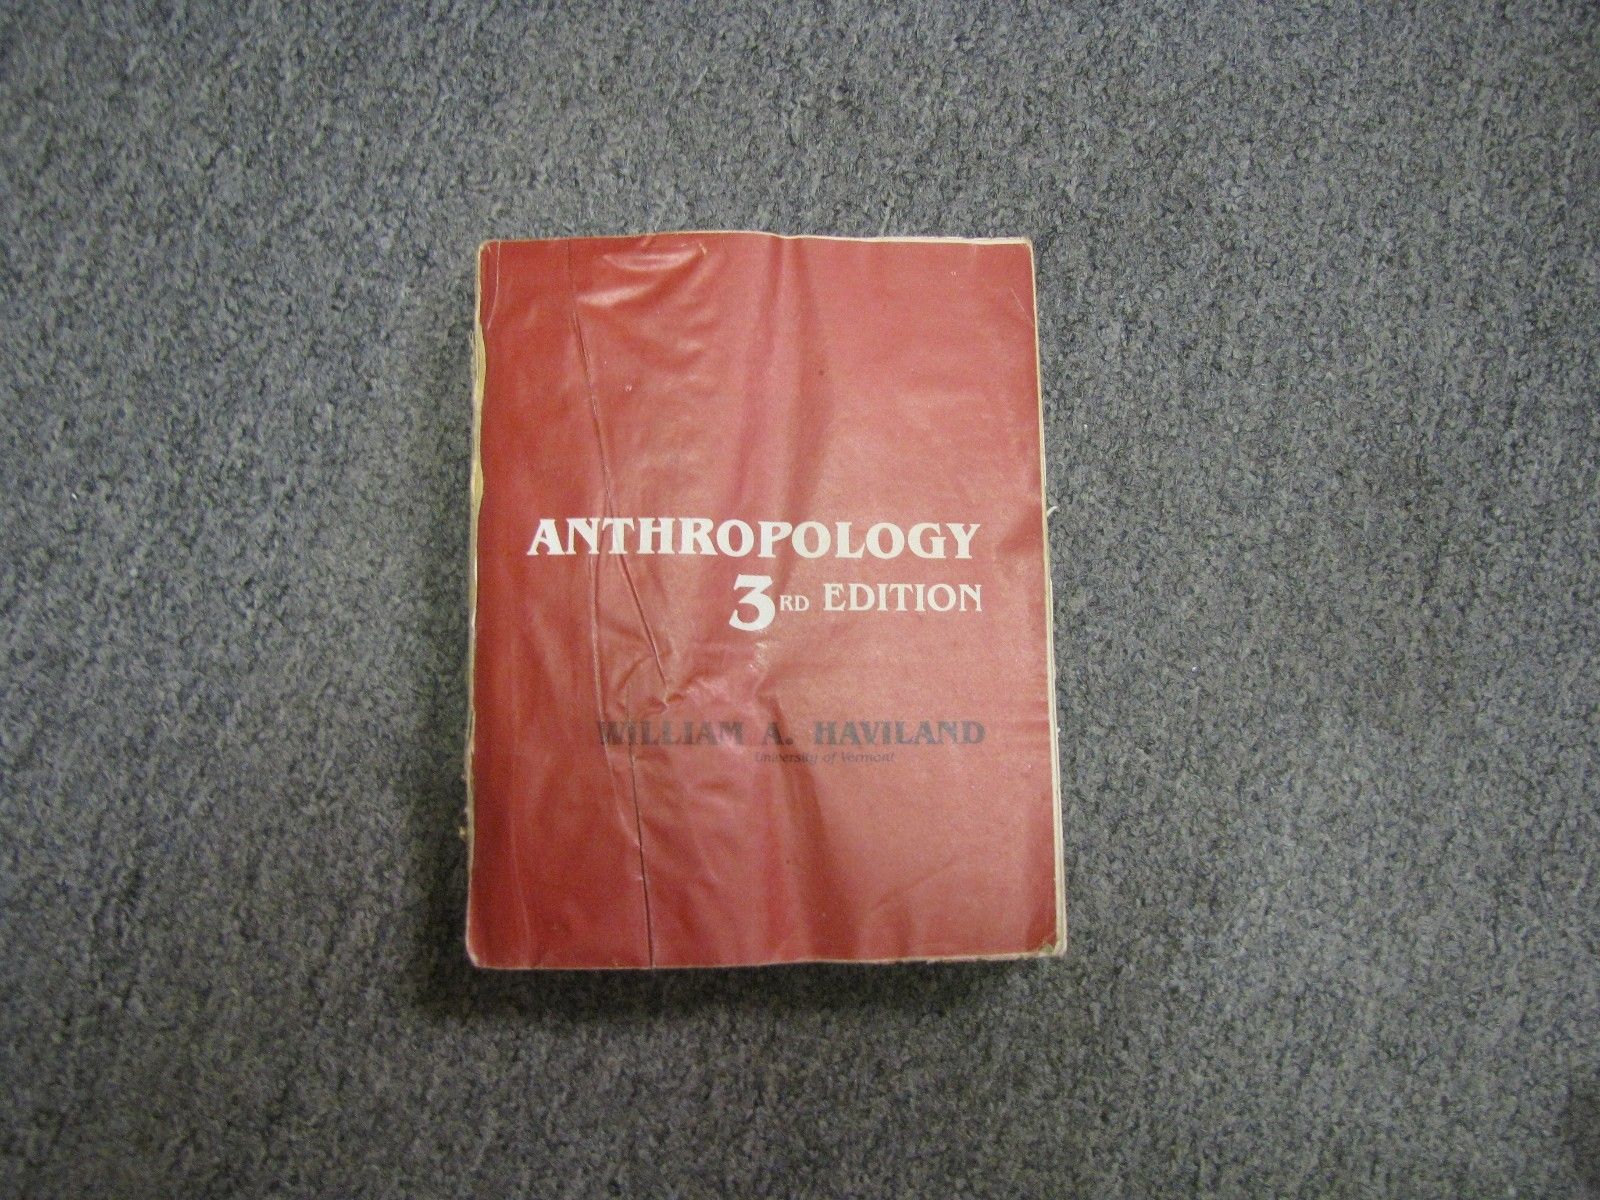 ANTHROPOLOGY
3RD EDITION
WILLIAM A. HAVILAND
University of Vermont